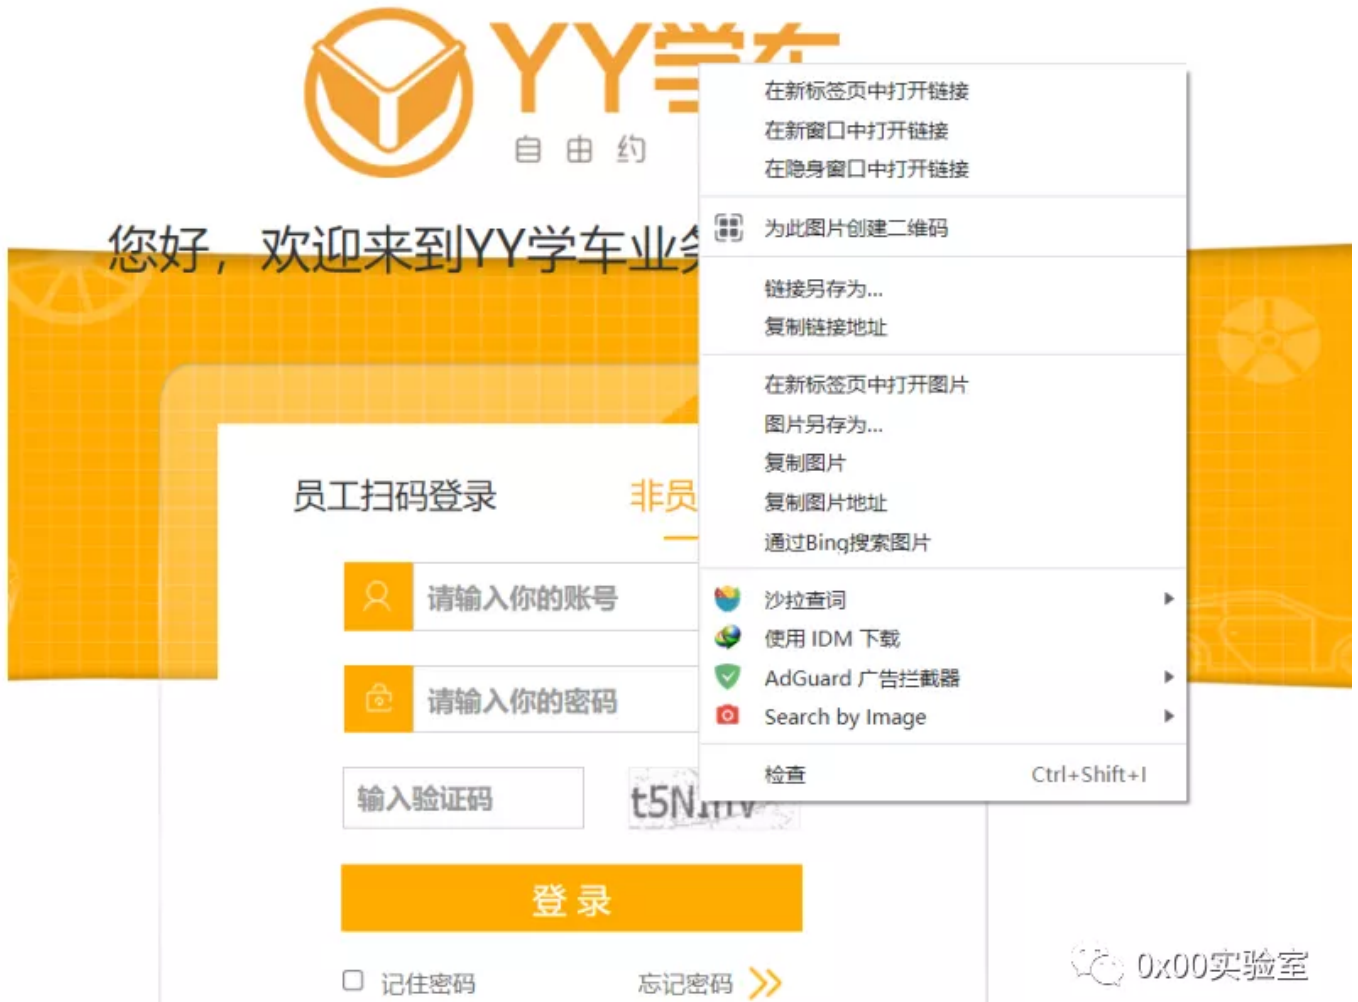 YY学车
自由约
您好，欢迎来到YY学车业务
员工扫码登录
非员
请输入你的账号
请输入你的密码
输入验证码
登录
记住密码
忘记密码
在新标签页中打开链接
在新窗口中打开链接
在隐身窗口中打开链接
为此图片创建二维码
链接另存为...
复制链接地址
在新标签页中打开图片
图片另存为...
复制图片
复制图片地址
通过Bing搜索图片
沙拉查词
使用 IDM 下载
AdGuard 广告拦截器
Search by Image
检查 Ctrl+Shift+I
0x00实验室